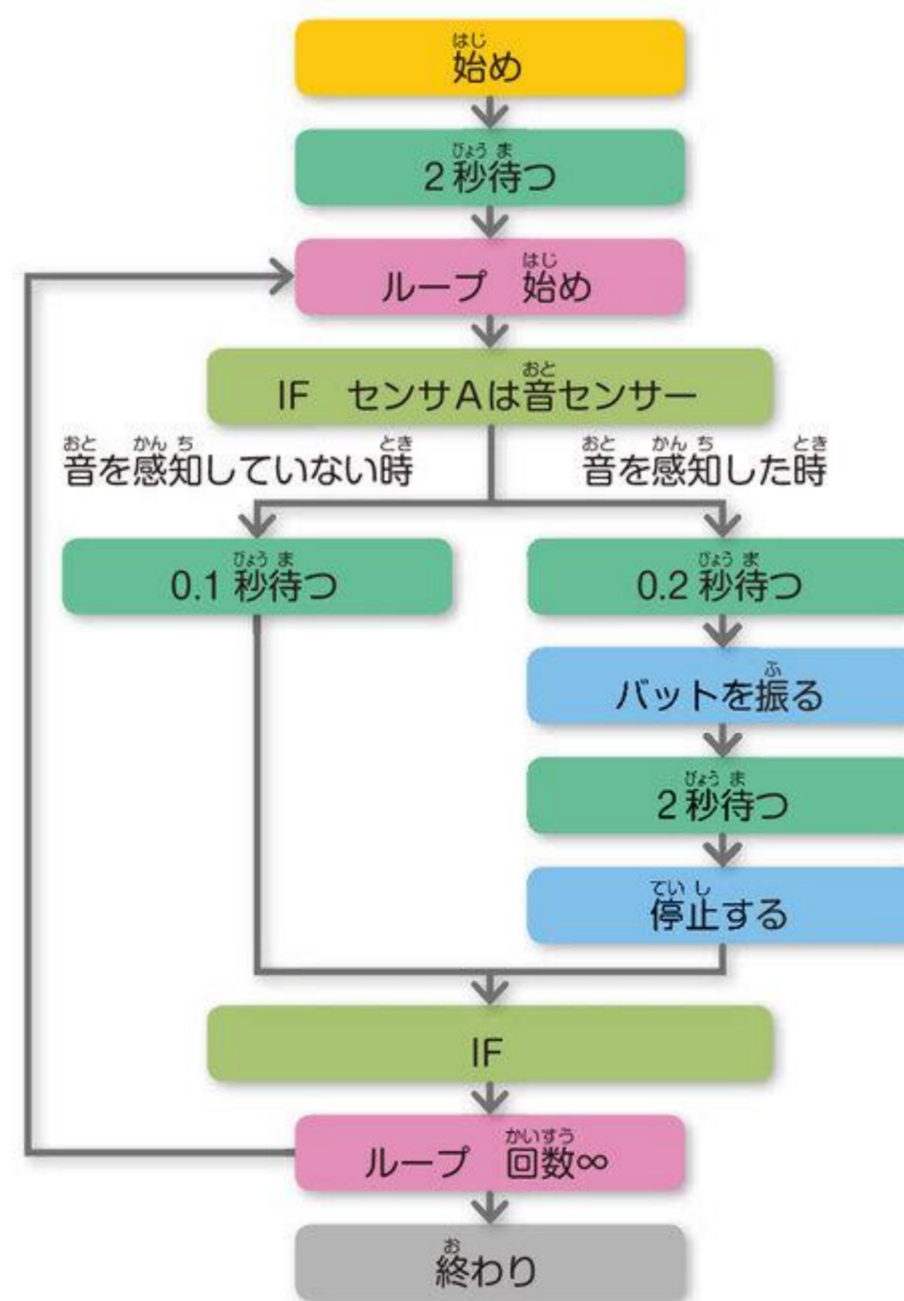 始め
2秒待つ
ループ　始め
IF　センサAは音センサー
音を感知していない時
音を感知した時
0.1秒待つ
0.2秒待つ
バットを振る
2秒待つ
停止する
IF
ループ　回数∞
終わり